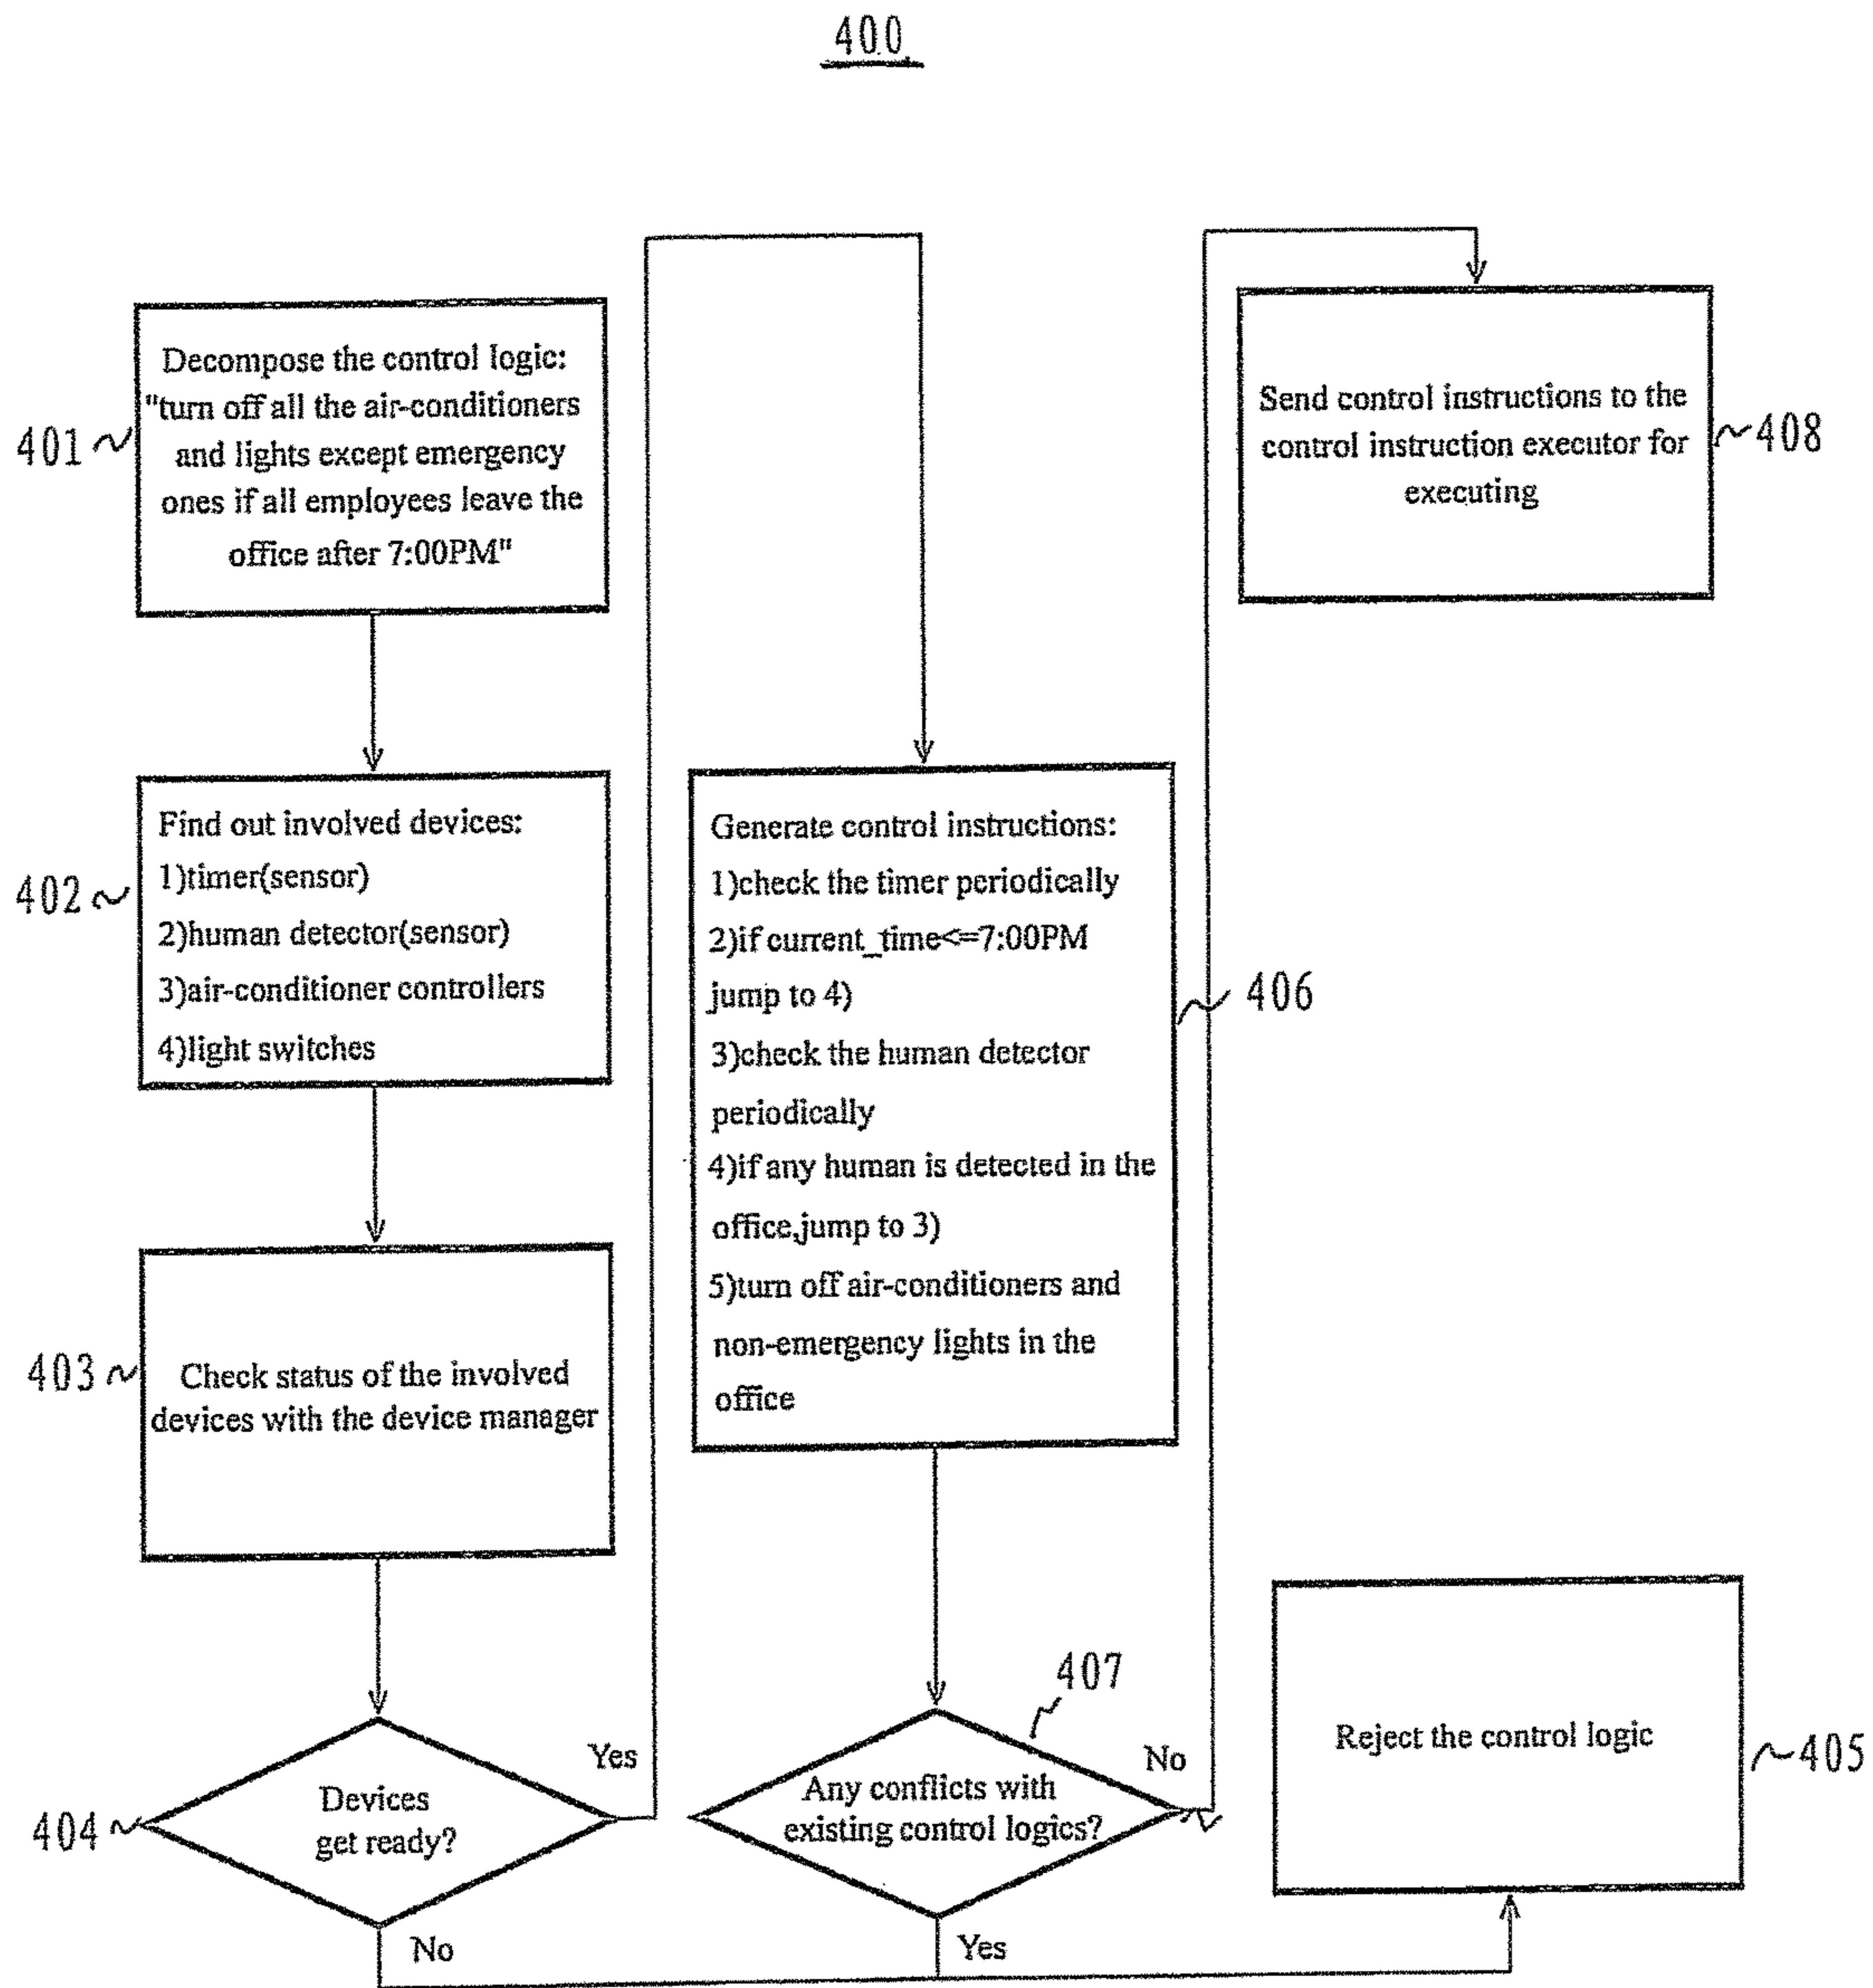 400
401
Decompose the control logic:
"turn off all the air-conditioners
and lights except emergency
ones if all employees leave the
office after 7:00PM"
402
Find out involved devices:
1)timer(sensor)
2)human detector(sensor)
3)air-conditioner controllers
4)light switches
403
Check status of the involved
devices with the device manager
404
Devices
get ready?
Yes
No
406
Generate control instructions:
1)check the timer periodically
2)if current_time<=7:00PM
jump to 4)
3)check the human detector
periodically
4)if any human is detected in the
office,jump to 3)
5)turn off air-conditioners and
non-emergency lights in the
office
407
Any conflicts with
existing control logics?
No
Yes
Send control instructions to the
control instruction executor for
executing
408
Reject the control logic
405